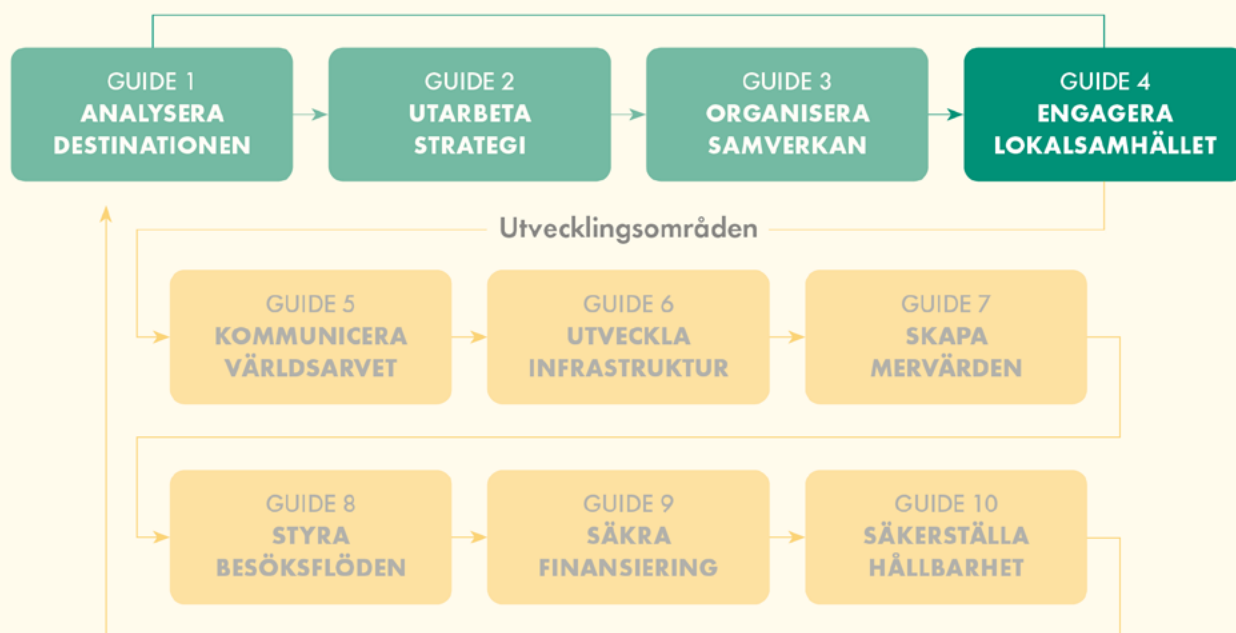 GUIDE 1
ANALYSERA
DESTINATIONEN
GUIDE 2
UTARBETA
STRATEGI
GUIDE 3
ORGANISERA
SAMVERKAN
GUIDE 4
ENGAGERA
LOKALSAMHÄLLET
Utvecklingsområden
GUIDE 5
KOMMUNICERA
VÄRLDSARVET
GUIDE 6
UTVECKLA
INFRASTRUKTUR
GUIDE 7
SKAPA
MERVÄRDEN
GUIDE 8
STYRA
BESÖKSFLÖDEN
GUIDE 9
SÄKRA
FINANSIERING
GUIDE 10
SÄKERSTÄLLA
HÅLLBARHET